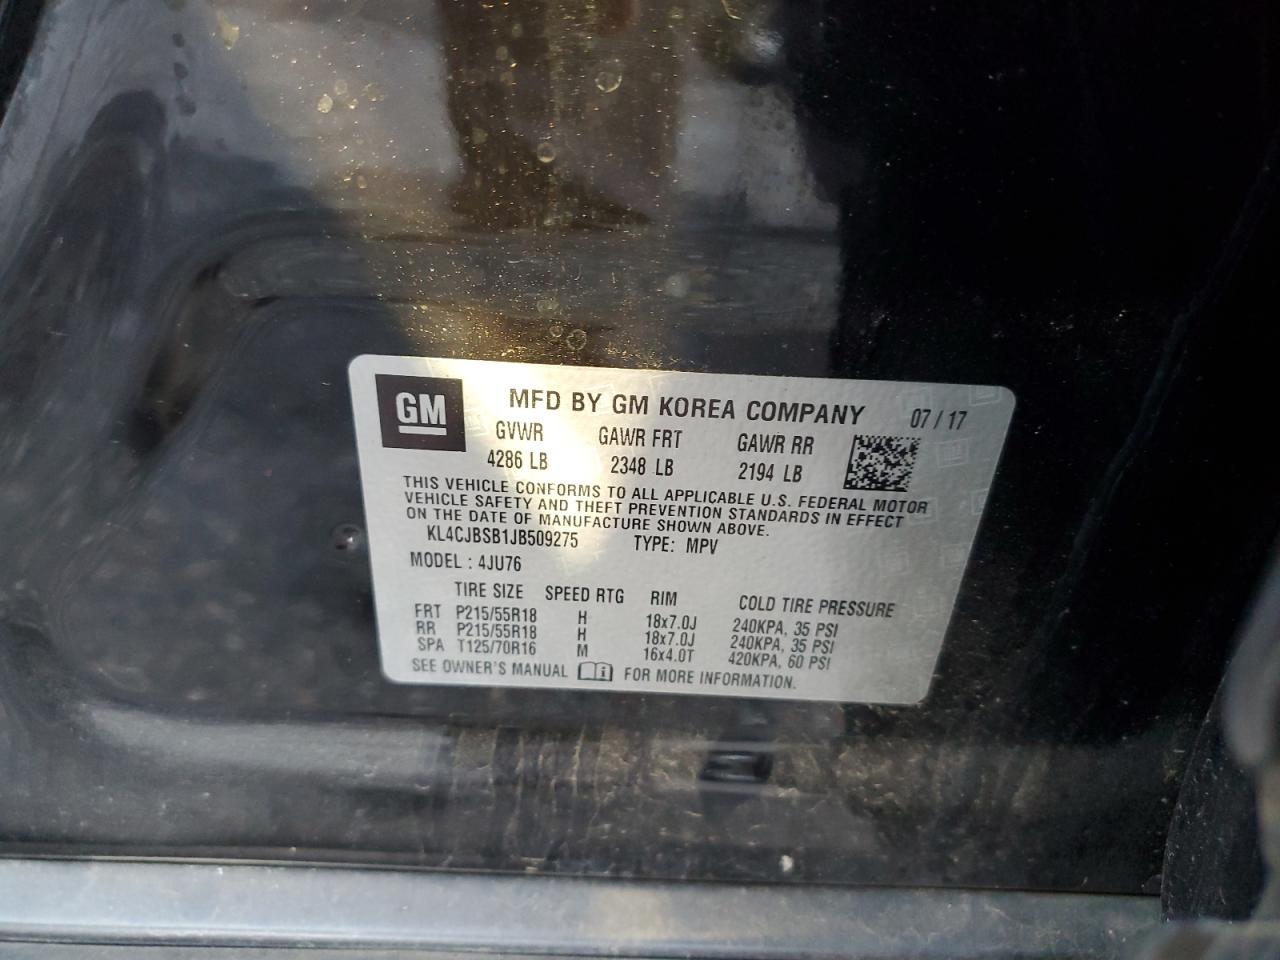 GM
MFD BY GM KOREA COMPANY 07 / 17
GVWR GAWR FRT GAWR RR
4286 LB 2348 LB 2194 LB
THIS VEHICLE CONFORMS TO ALL APPLICABLE U.S. FEDERAL MOTOR
VEHICLE SAFETY AND THEFT PREVENTION STANDARDS IN EFFECT
ON THE DATE OF MANUFACTURE SHOWN ABOVE.
KL4CJBSB1JB509275 TYPE: MPV
MODEL : 4JU76
TIRE SIZE SPEED RTG RIM COLD TIRE PRESSURE
FRT P215/55R18 H 18x7.0J 240KPA, 35 PSI
RR P215/55R18 H 18x7.0J 240KPA, 35 PSI
SPA T125/70R16 M 16x4.0T 420KPA, 60 PSI
SEE OWNER'S MANUAL i FOR MORE INFORMATION.